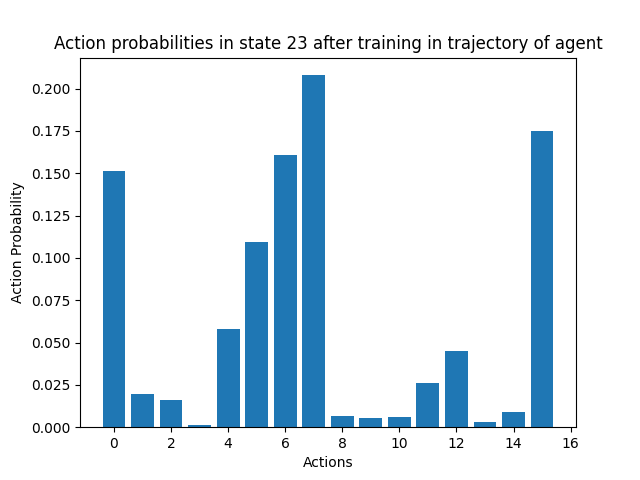 Action probabilities in state 23 after training in trajectory of agent
0.200
0.175
0.150
0.125
0.100
0.075
0.050
0.025
0.000
Action Probability
0 2 4 6 8 10 12 14 16
Actions